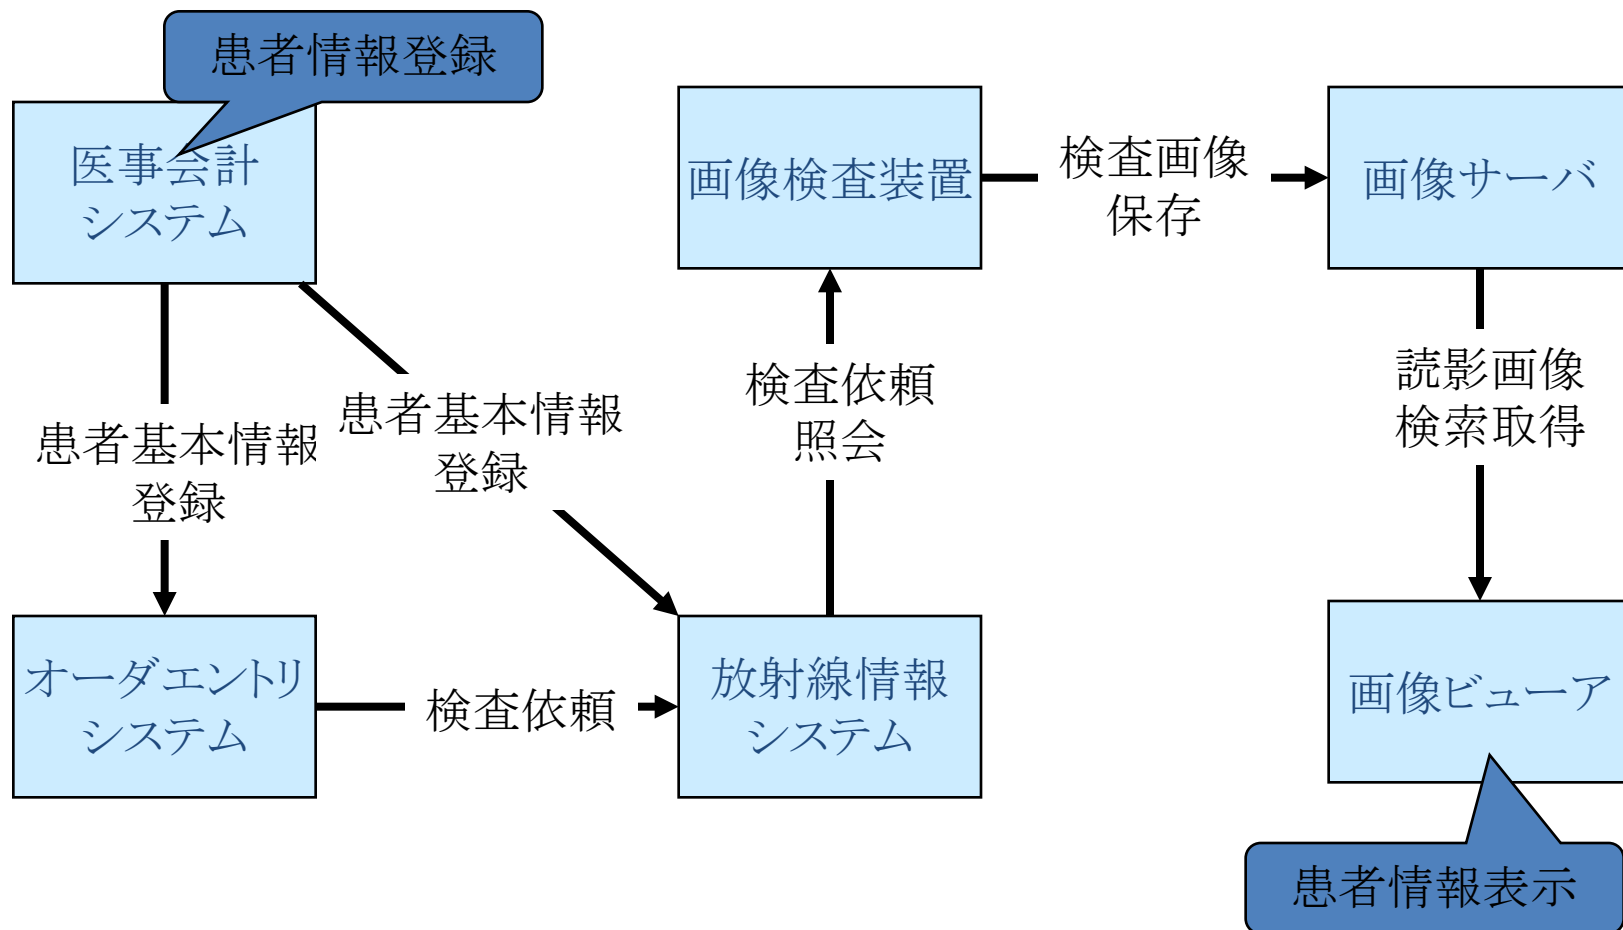 患者情報登録
医事会計
システム
画像検査装置
検査画像
保存
画像サーバ
患者基本情報
登録
患者基本情報
登録
検査依頼
照会
読影画像
検索取得
オーダエントリ
システム
検査依頼
放射線情報
システム
画像ビューア
患者情報表示